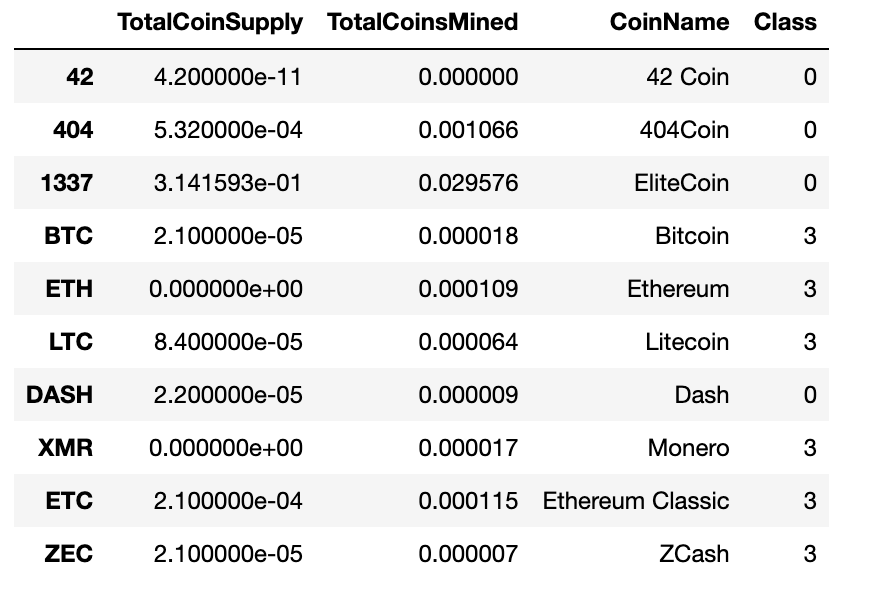 TotalCoinSupply TotalCoinsMined CoinName Class
42 4.200000e-11 0.000000 42 Coin 0
404 5.320000e-04 0.001066 404Coin 0
1337 3.141593e-01 0.029576 EliteCoin 0
BTC 2.100000e-05 0.000018 Bitcoin 3
ETH 0.000000e+00 0.000109 Ethereum 3
LTC 8.400000e-05 0.000064 Litecoin 3
DASH 2.200000e-05 0.000009 Dash 0
XMR 0.000000e+00 0.000017 Monero 3
ETC 2.100000e-04 0.000115 Ethereum Classic 3
ZEC 2.100000e-05 0.000007 ZCash 3